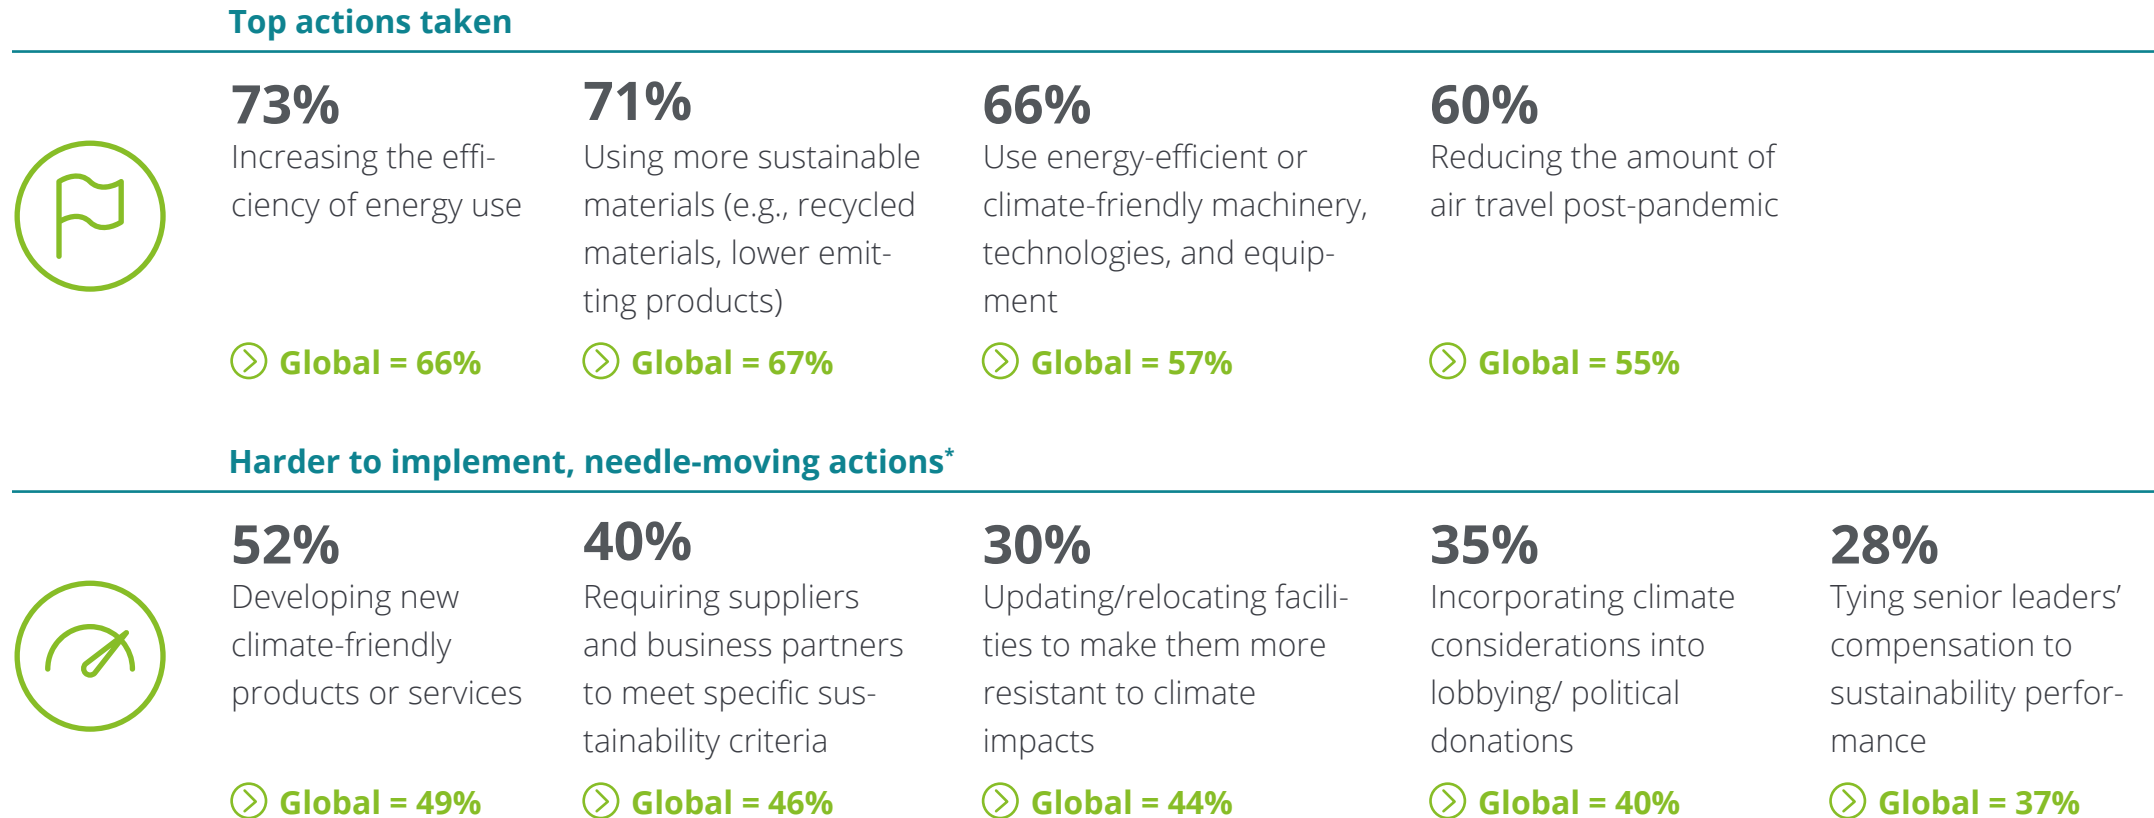 Top actions taken
73%
Increasing the effi-
ciency of energy use
Global = 66%
71%
Using more sustainable
materials (e.g., recycled
materials, lower emit-
ting products)
Global = 67%
66%
Use energy-efficient or
climate-friendly machinery,
technologies, and equip-
ment
Global = 57%
60%
Reducing the amount of
air travel post-pandemic
Global = 55%
Harder to implement, needle-moving actions*
52%
Developing new
climate-friendly
products or services
Global = 49%
40%
Requiring suppliers
and business partners
to meet specific sus-
tainability criteria
Global = 46%
30%
Updating/relocating facili-
ties to make them more
resistant to climate
impacts
Global = 44%
35%
Incorporating climate
considerations into
lobbying/ political
donations
Global = 40%
28%
Tying senior leaders’
compensation to
sustainability perfor-
mance
Global = 37%